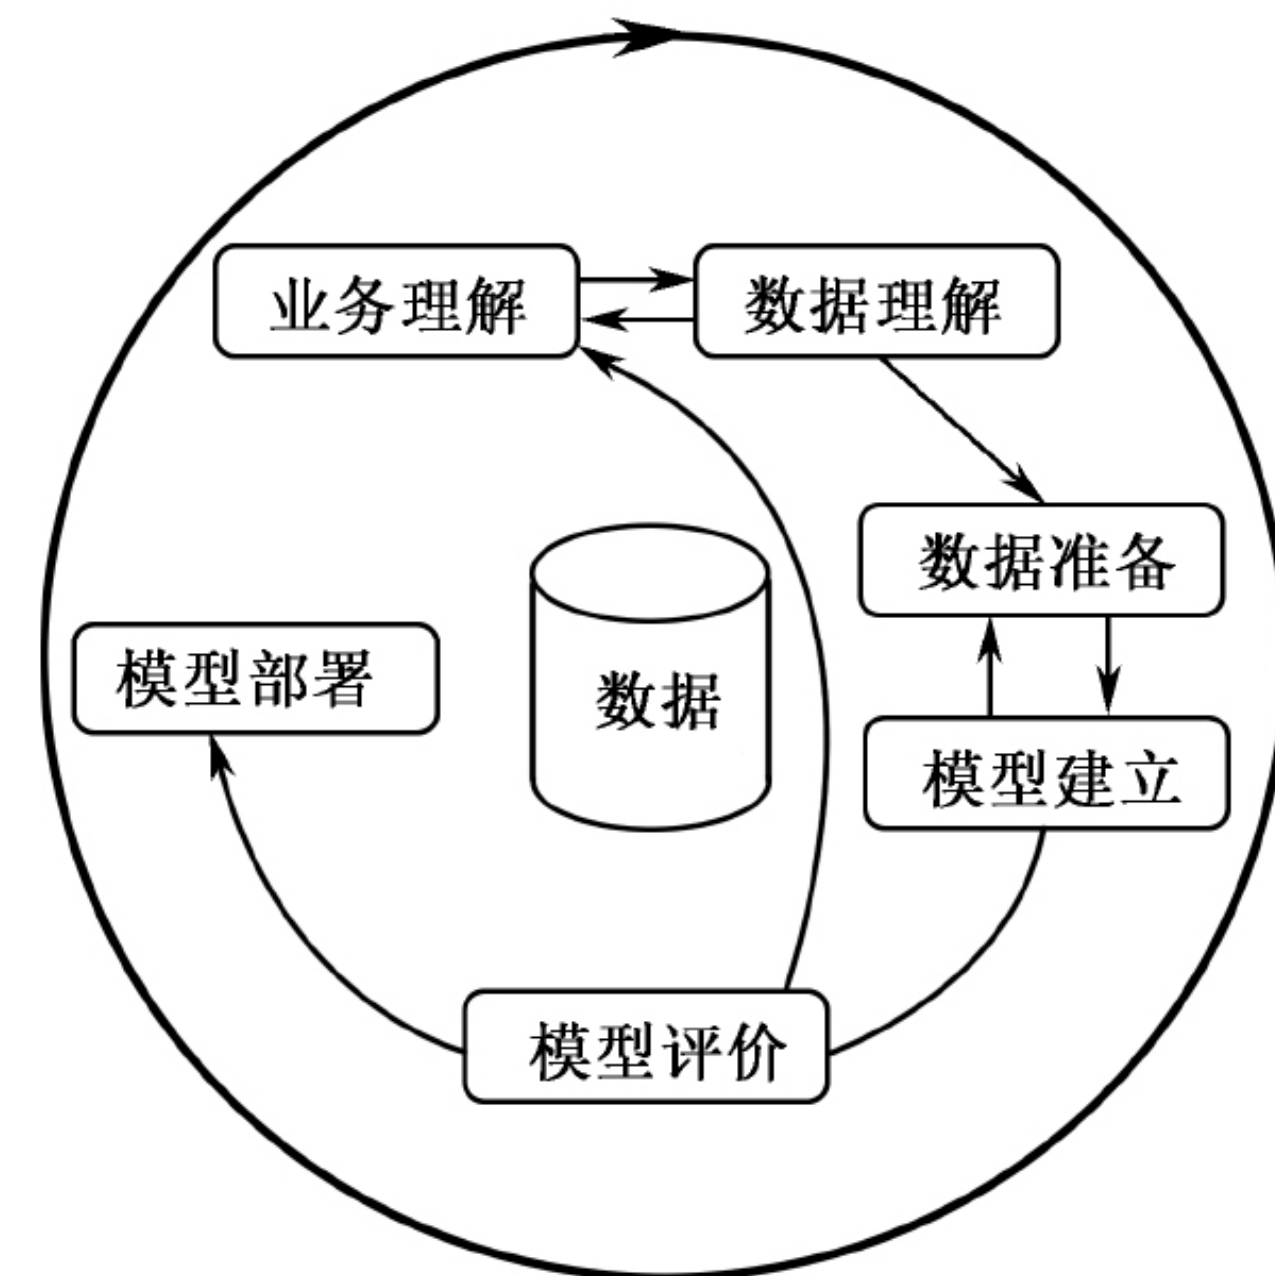 业务理解
数据理解
数据准备
模型部署
数据
模型建立
模型评价